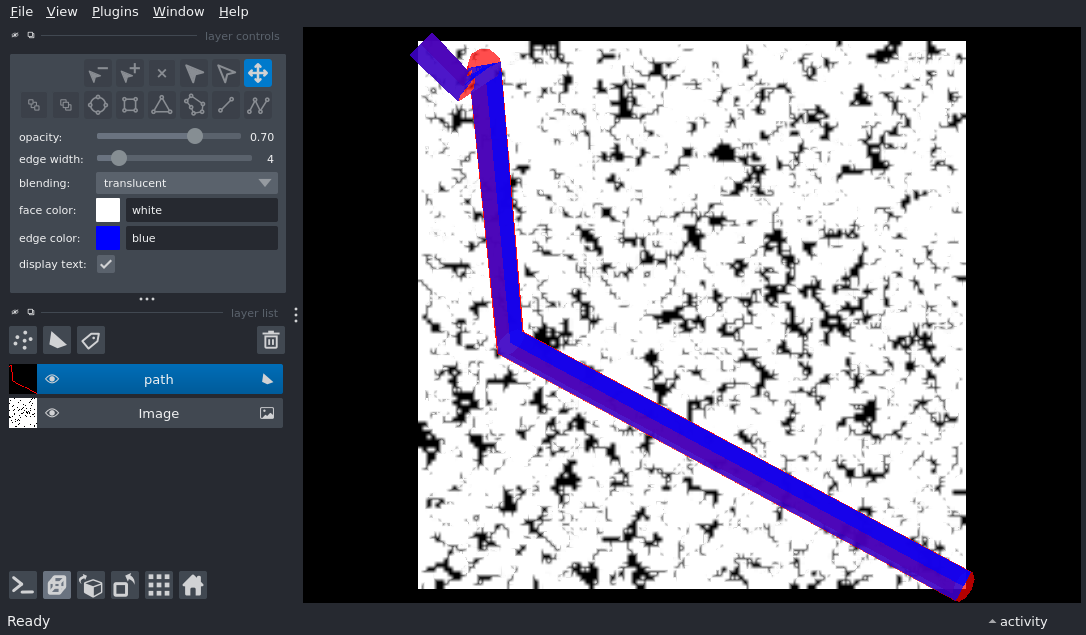 File View Plugins Window Help
layer controls
opacity: 0.70
edge width: 4
blending: translucent
face color: white
edge color: blue
display text:
layer list
path
Image
Ready
activity